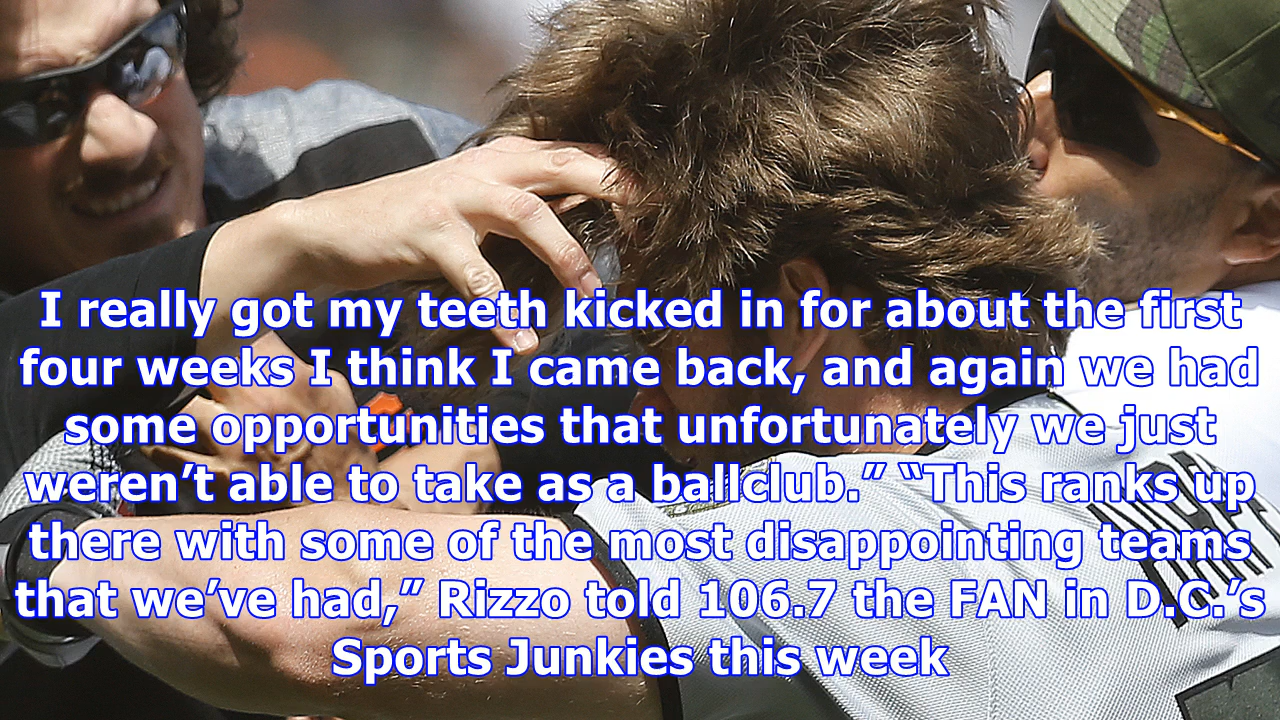 I really got my teeth kicked in for about the first
four weeks I think I came back, and again we had
some opportunities that unfortunately we just
weren’t able to take as a ballclub.” “This ranks up
there with some of the most disappointing teams
that we’ve had,” Rizzo told 106.7 the FAN in D.C.’s
Sports Junkies this week